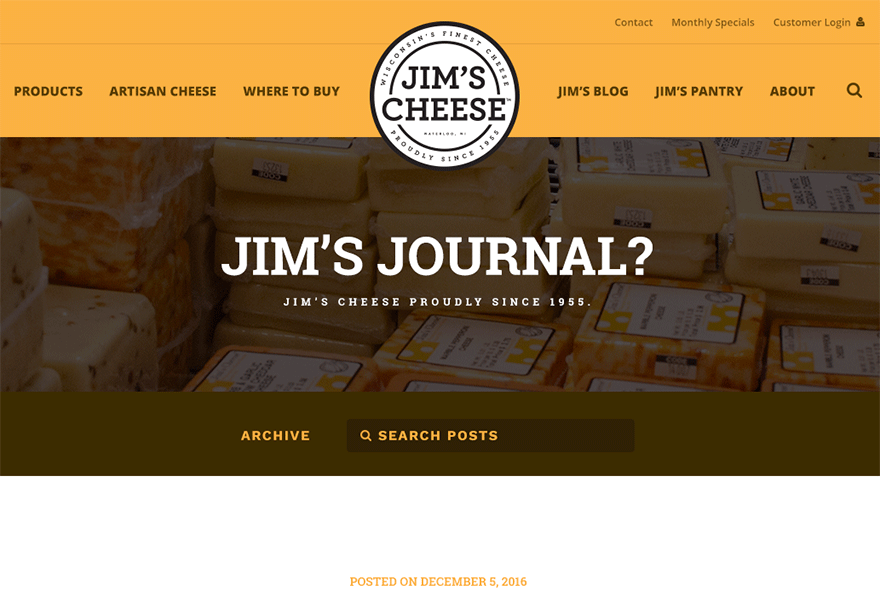 Contact Monthly Specials Customer Login
PRODUCTS ARTISAN CHEESE WHERE TO BUY
WISCONSIN'S FINEST CHEESE
JIM'S
CHEESE
WATERLOO, WI
PROUDLY SINCE 1955
JIM'S BLOG JIM'S PANTRY ABOUT
JIM'S JOURNAL?
JIM'S CHEESE PROUDLY SINCE 1955.
ARCHIVE SEARCH POSTS
POSTED ON DECEMBER 5, 2016